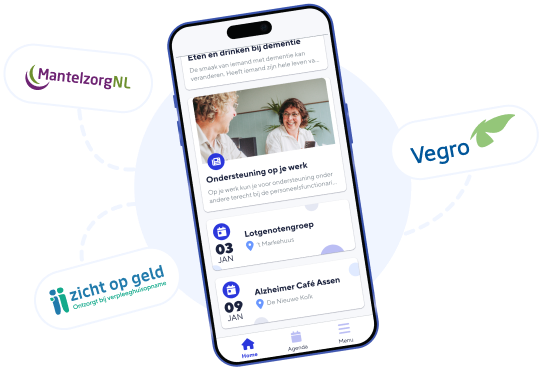 Eten en drinken bij dementie
De smaak van iemand met dementie kan
veranderen. Heeft iemand zijn hele leven va...
MantelzorgNL
Vegro
Ondersteuning op je werk
Op je werk kun je voor ondersteuning onder
andere terecht bij de personeelsfunctionari...
03
JAN.
Lotgenotengroep
't Markehuus
zicht op geld
Ontzorgt bij verpleeghuisopname
09
JAN
Alzheimer Café Assen
De Nieuwe Kolk
Home
Agenda
Menu